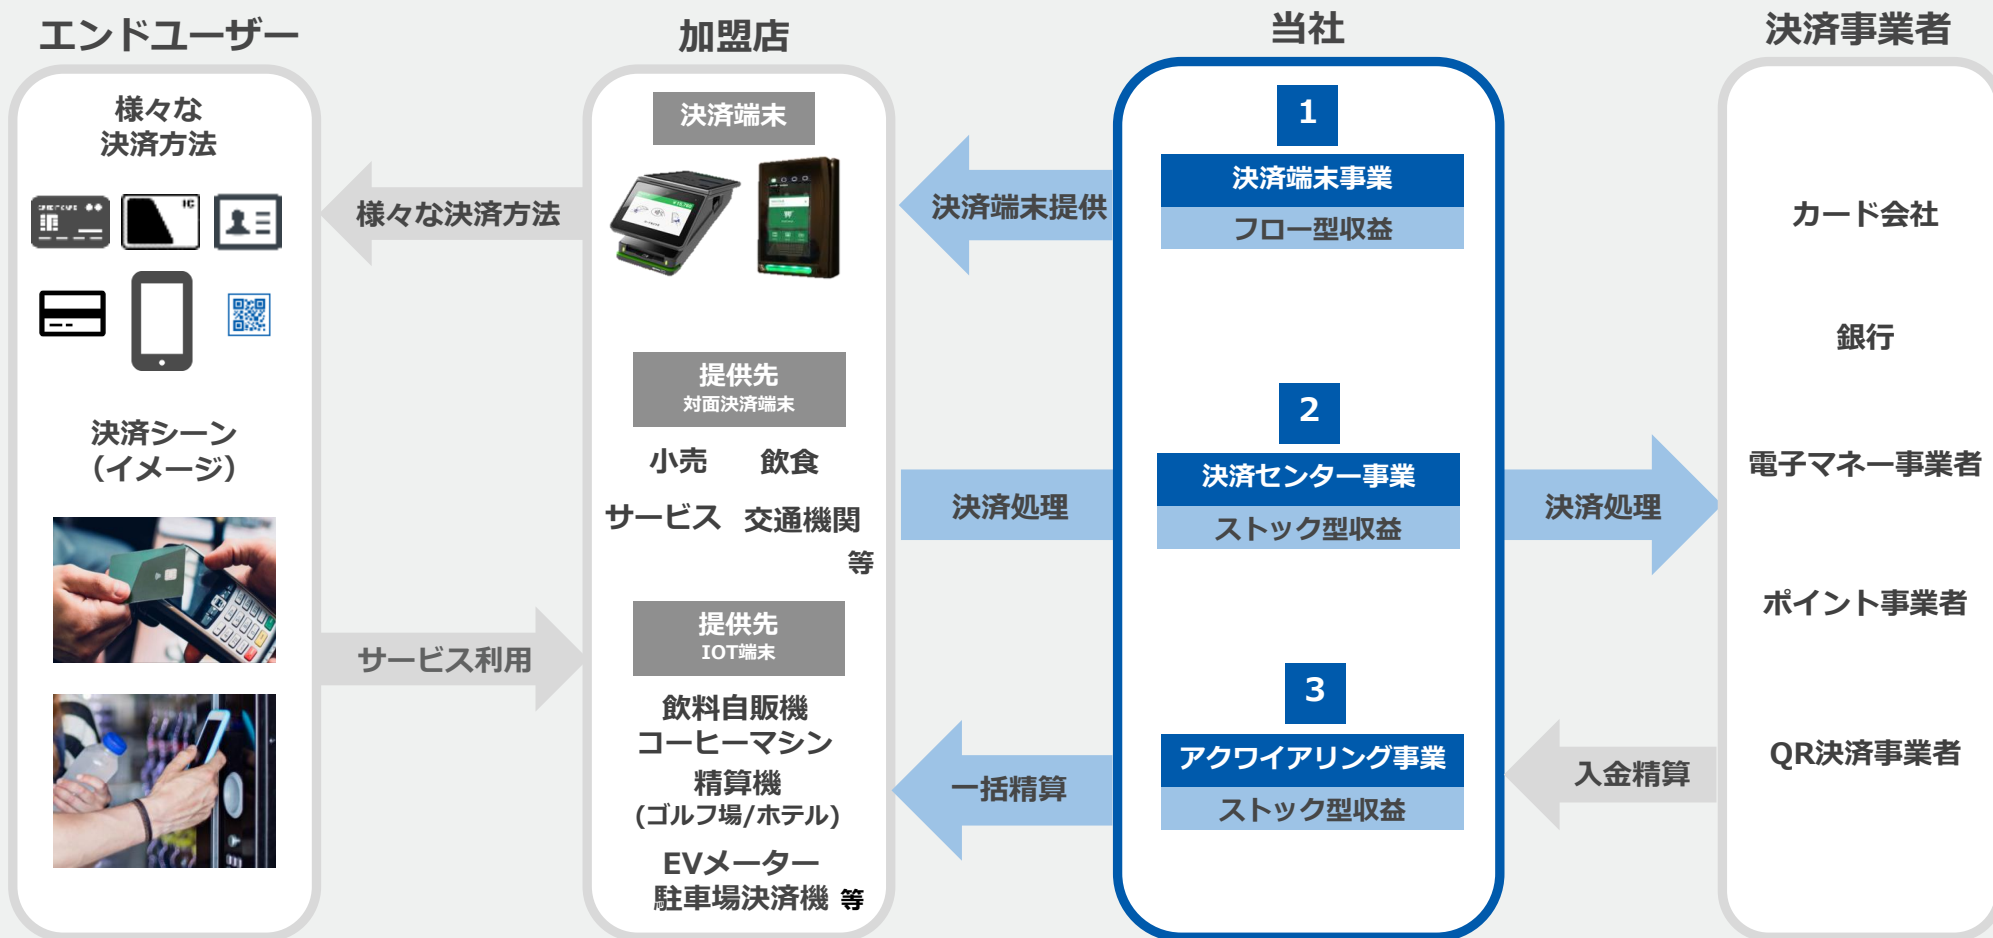 エンドユーザー
様々な
決済方法
IC
決済シーン
（イメージ）
様々な決済方法
サービス利用
加盟店
決済端末
提供先
対面決済端末
小売 飲食
サービス 交通機関
等
提供先
IOT端末
飲料自販機
コーヒーマシン
精算機
(ゴルフ場/ホテル)
EVメーター
駐車場決済機 等
決済端末提供
決済処理
一括精算
当社
1
決済端末事業
フロー型収益
2
決済センター事業
ストック型収益
3
アクワイアリング事業
ストック型収益
決済処理
入金精算
決済事業者
カード会社
銀行
電子マネー事業者
ポイント事業者
QR決済事業者